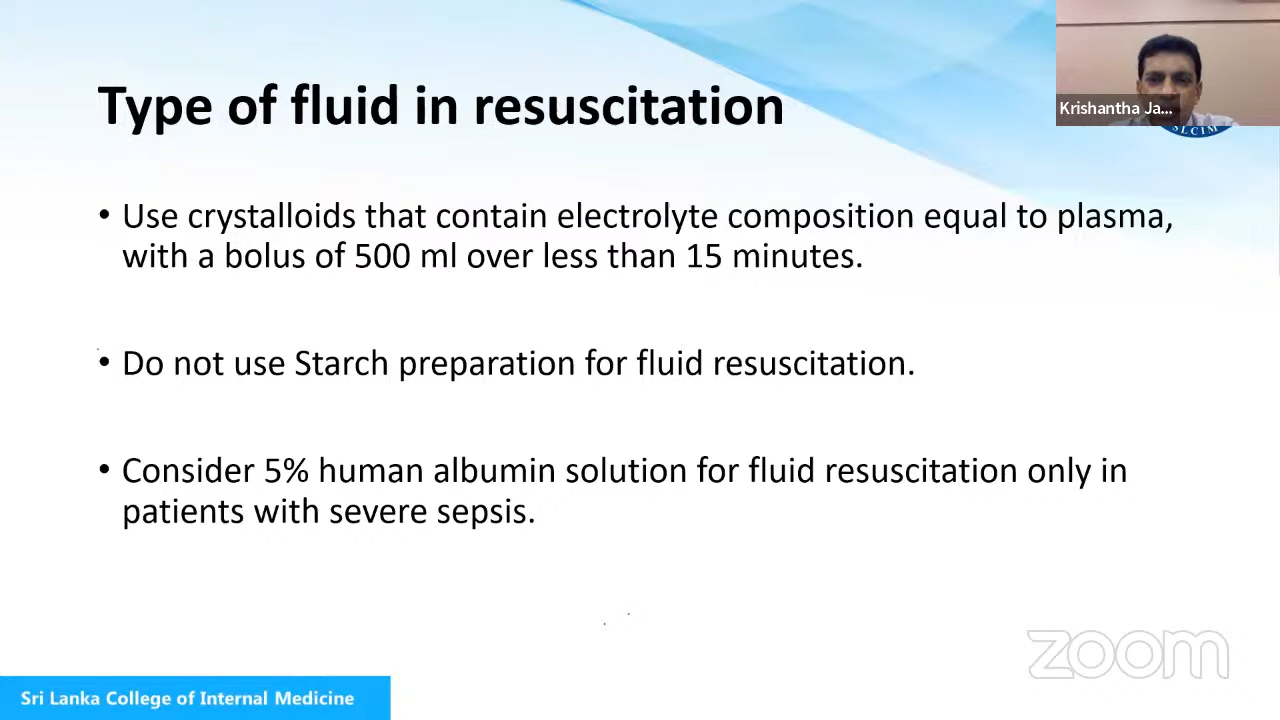 Type of fluid in resuscitation
Krishantha Ja...
SLCIM
• Use crystalloids that contain electrolyte composition equal to plasma,
with a bolus of 500 ml over less than 15 minutes.
• Do not use Starch preparation for fluid resuscitation.
• Consider 5% human albumin solution for fluid resuscitation only in
patients with severe sepsis.
zoom
Sri Lanka College of Internal Medicine